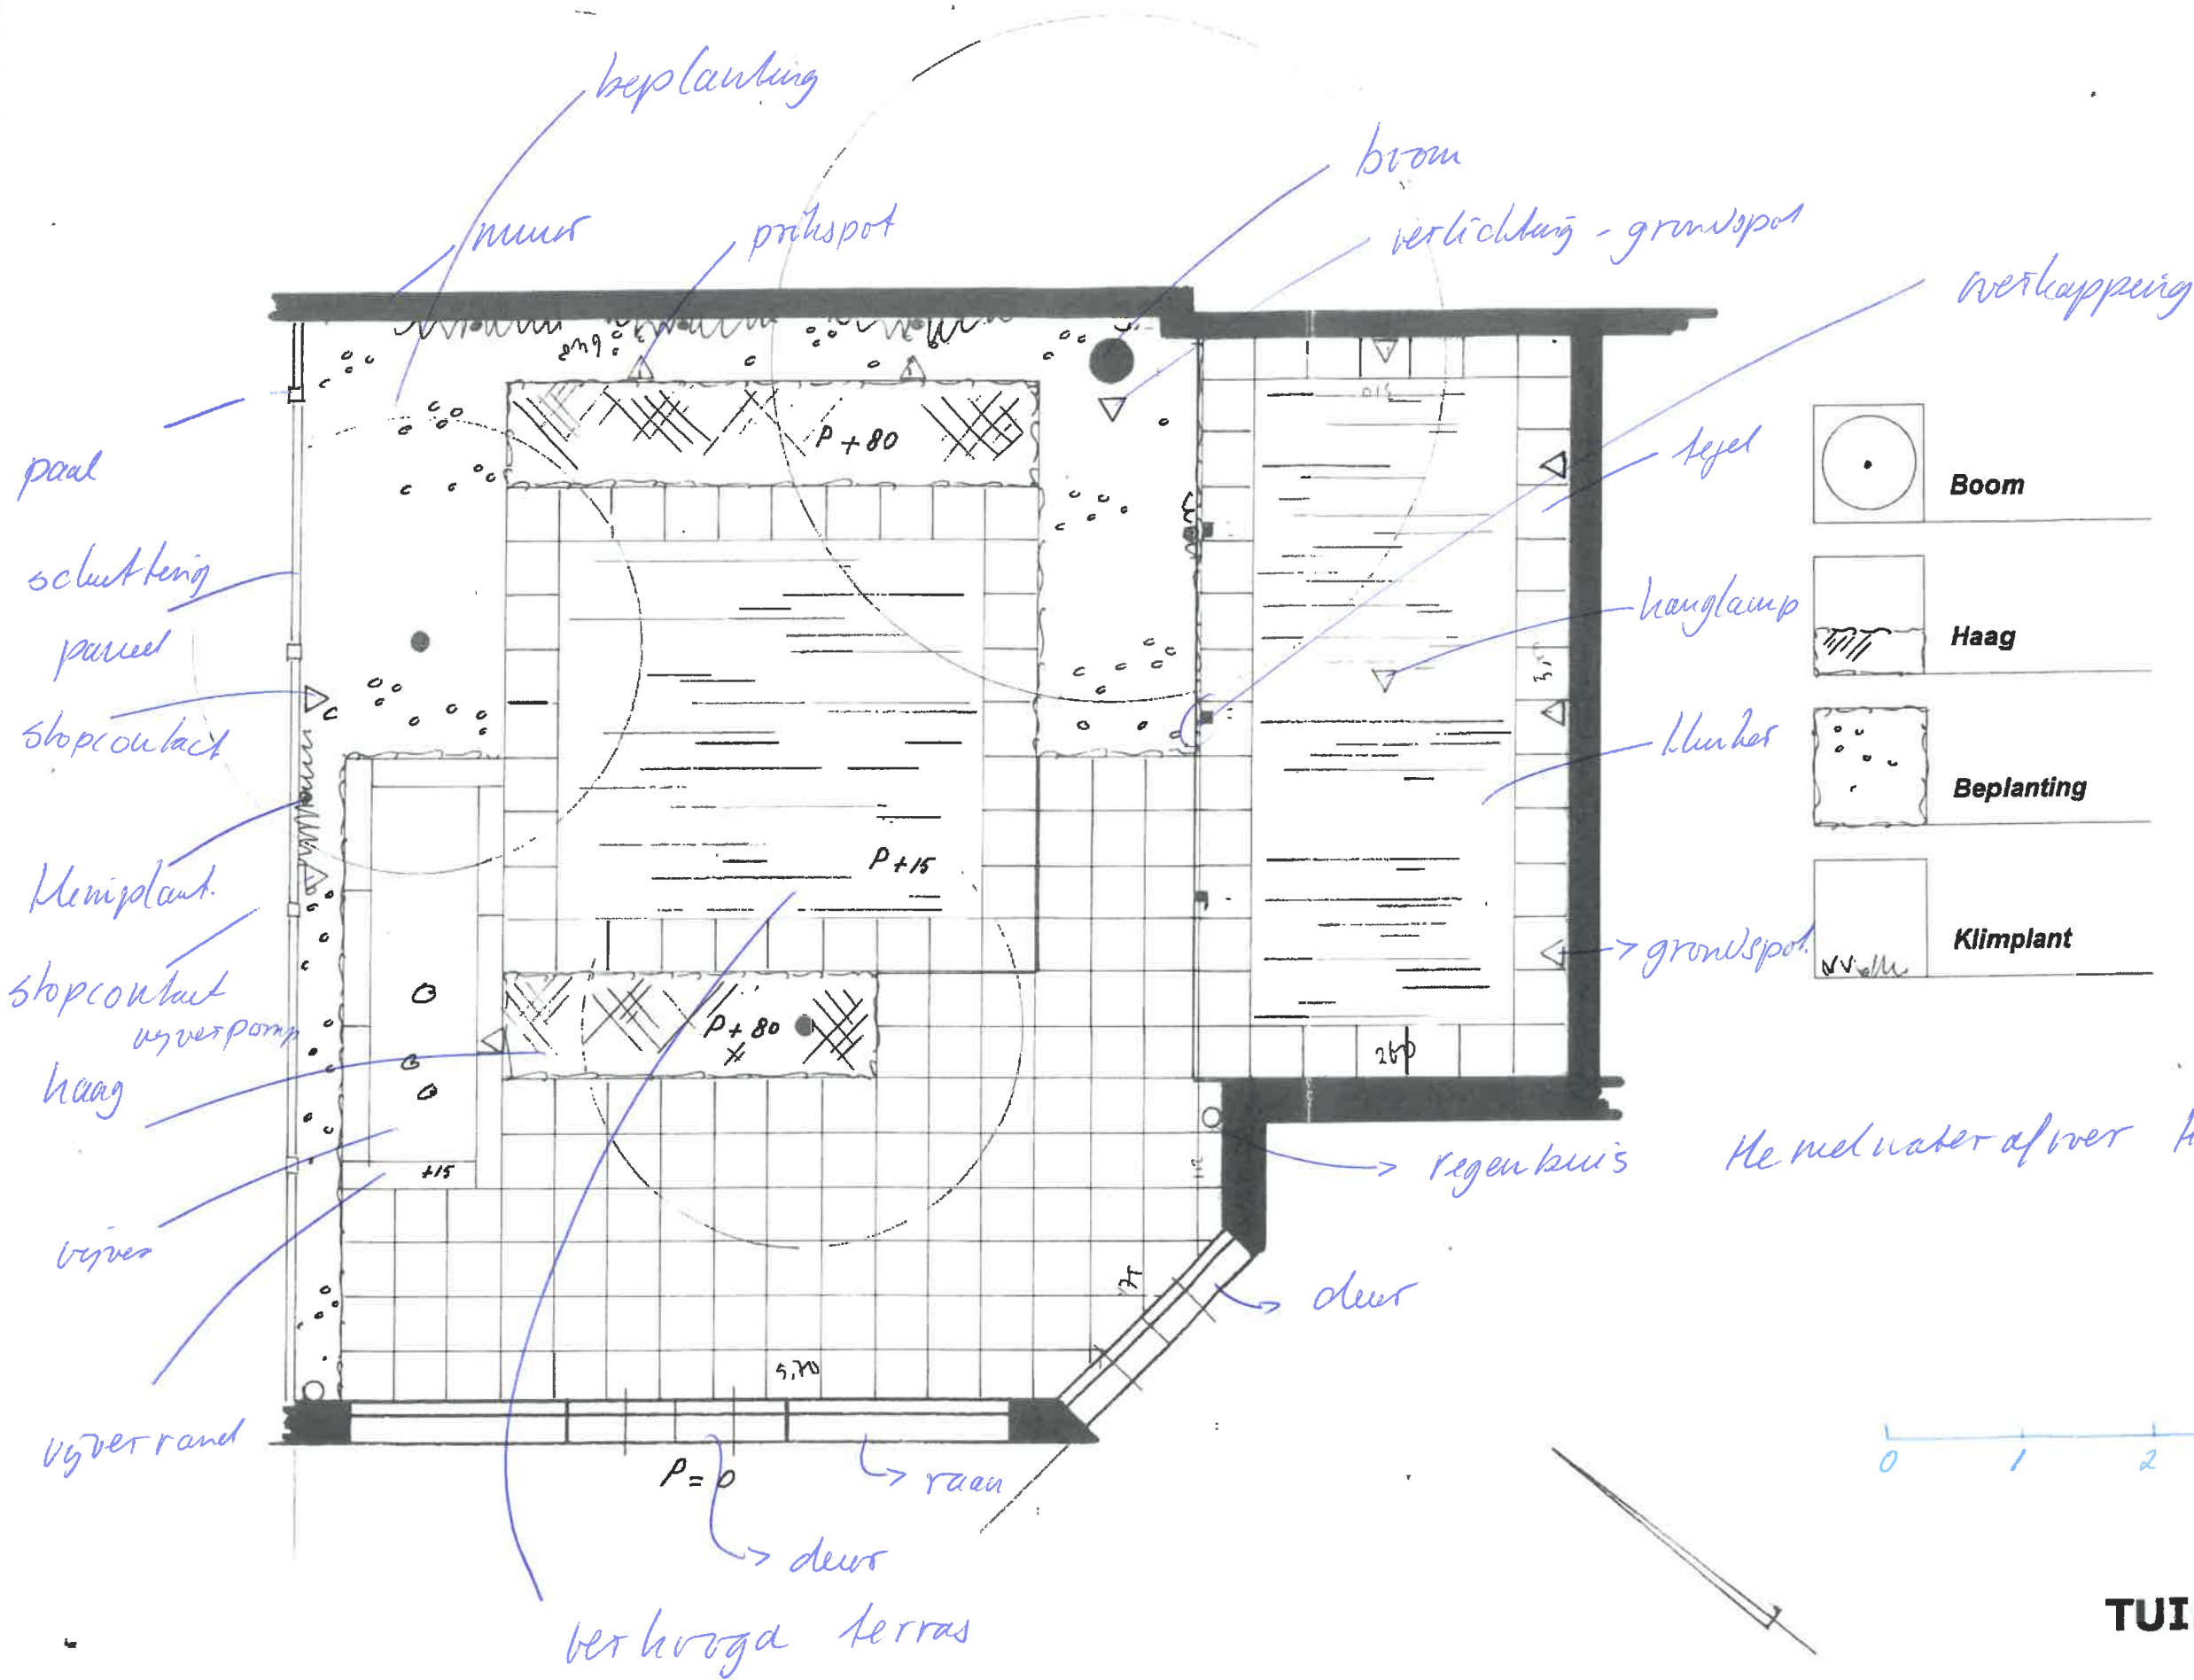 beplanting
boom
muur
prikspot
verlichting - grondspot
overkapping
P +80
tegel
paal
Boom
schutting
paneel
hanglamp
Haag
stopcontact
klinker
Beplanting
P +15
klimplant.
Klimplant
grondspot.
stopcontact
vijverpomp
P+ 80
260
haag
+15
regenbuis
Hemelwater afvoer
vijver
deur
5,70
vijverrand
P=0
raan
0 1 2
deur
TUI
verhoogd terras